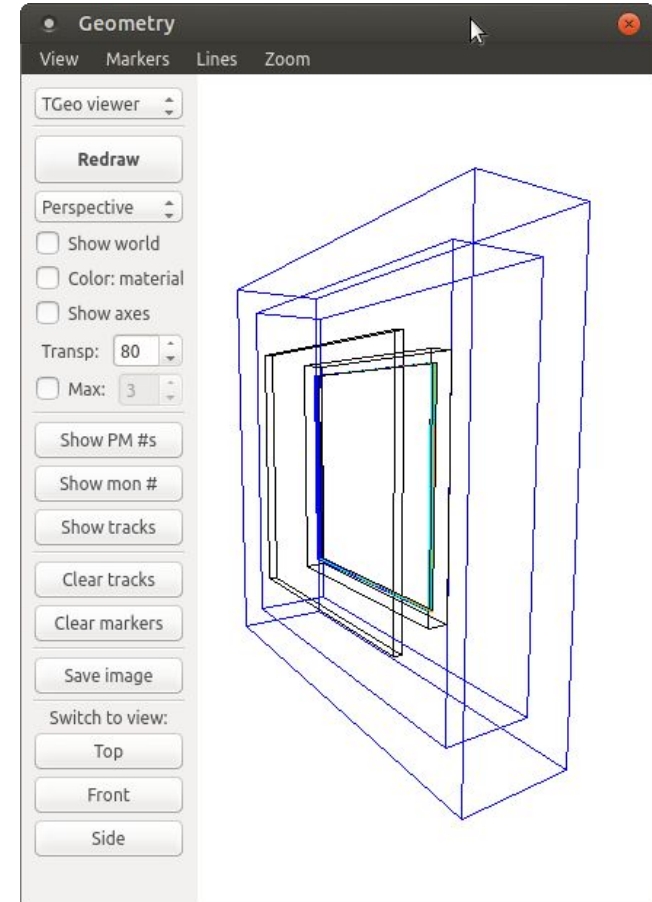 Geometry
View Markers Lines Zoom
TGeo viewer
Redraw
Perspective
Show world
Color: material
Show axes
Transp: 80
Max: 3
Show PM #s
Show mon #
Show tracks
Clear tracks
Clear markers
Save image
Switch to view:
Top
Front
Side